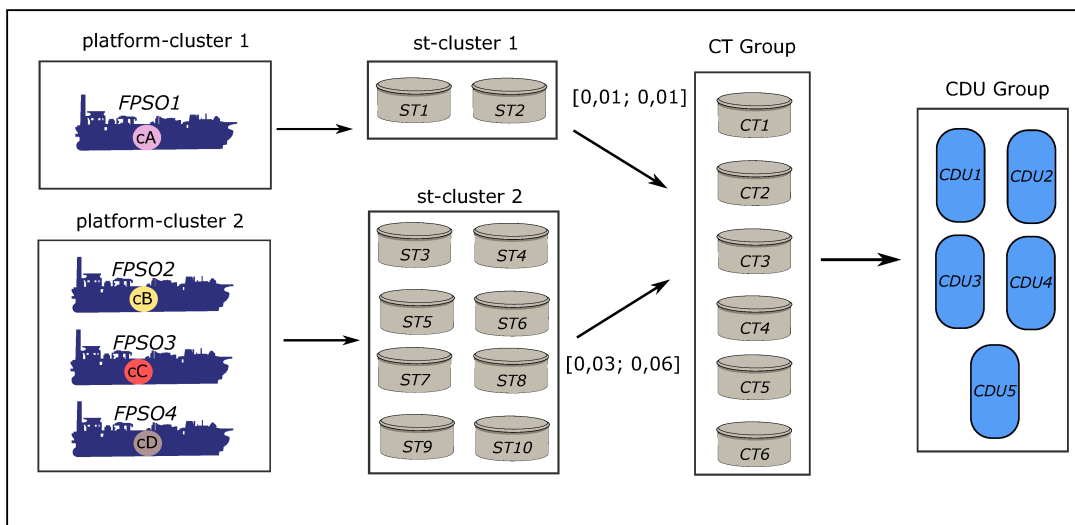 platform-cluster 1
FPSO1
cA
platform-cluster 2
FPSO2
cB
FPSO3
cC
FPSO4
cD
st-cluster 1
ST1 ST2
st-cluster 2
ST3 ST4
ST5 ST6
ST7 ST8
ST9 ST10
[0,01; 0,01]
[0,03; 0,06]
CT Group
CT1
CT2
CT3
CT4
CT5
CT6
CDU Group
CDU1 CDU2
CDU3 CDU4
CDU5